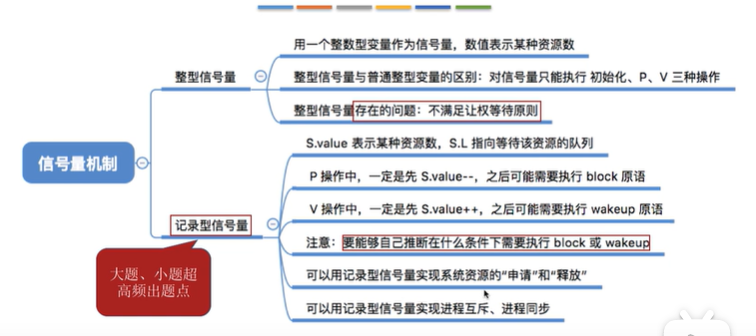 用一个整数型变量作为信号量，数值表示某种资源数
整型信号量
整型信号量与普通整型变量的区别：对信号量只能执行 初始化、P、V 三种操作
整型信号量存在的问题：不满足让权等待原则
信号量机制
S.value 表示某种资源数，S.L 指向等待该资源的队列
P 操作中，一定是先 S.value--，之后可能需要执行 block 原语
V 操作中，一定是先 S.value++，之后可能需要执行 wakeup 原语
记录型信号量
注意：要能够自己推断在什么条件下需要执行 block 或 wakeup
大题、小题超
高频出题点
可以用记录型信号量实现系统资源的“申请”和“释放”
可以用记录型信号量实现进程互斥、进程同步